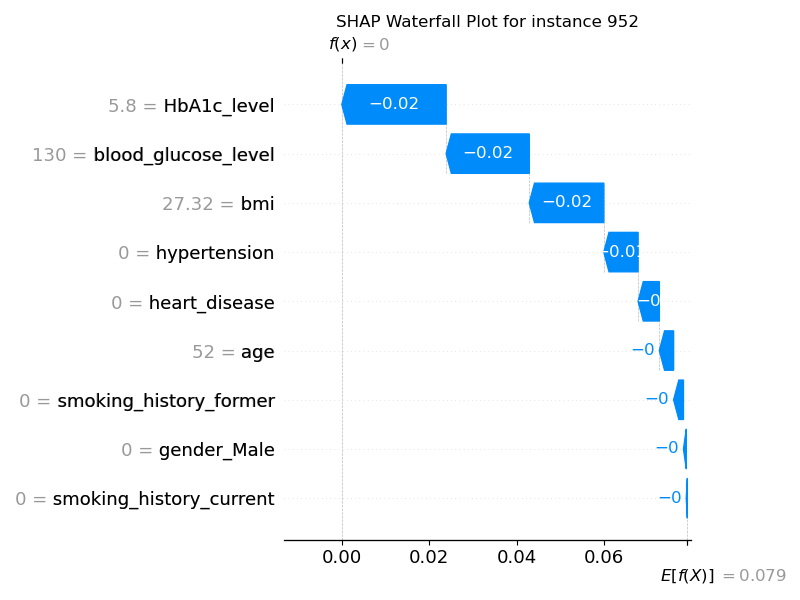 SHAP Waterfall Plot for instance 952
f(x) = 0
5.8 = HbA1c_level −0.02
130 = blood_glucose_level −0.02
27.32 = bmi −0.02
0 = hypertension −0.01
0 = heart_disease −0
52 = age −0
0 = smoking_history_former −0
0 = gender_Male −0
0 = smoking_history_current −0
0.00 0.02 0.04 0.06
E[f(X)] = 0.079